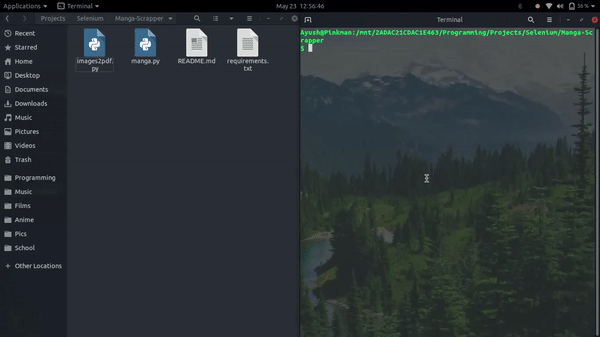 Applications
Terminal
May 23 12:56:46
36 %
Projects
Selenium
Manga-Scrapper
Terminal
Recent
Starred
Home
Desktop
Documents
Downloads
Music
Pictures
Videos
Trash
Programming
Music
Films
Anime
Pics
School
+ Other Locations
images2pdf.
py
manga.py
README.md
requirements.
txt
Ayush@Pinkman:/mnt/2ADAC21CDAC1E463/Programming/Projects/Selenium/Manga-Sc
rapper
$